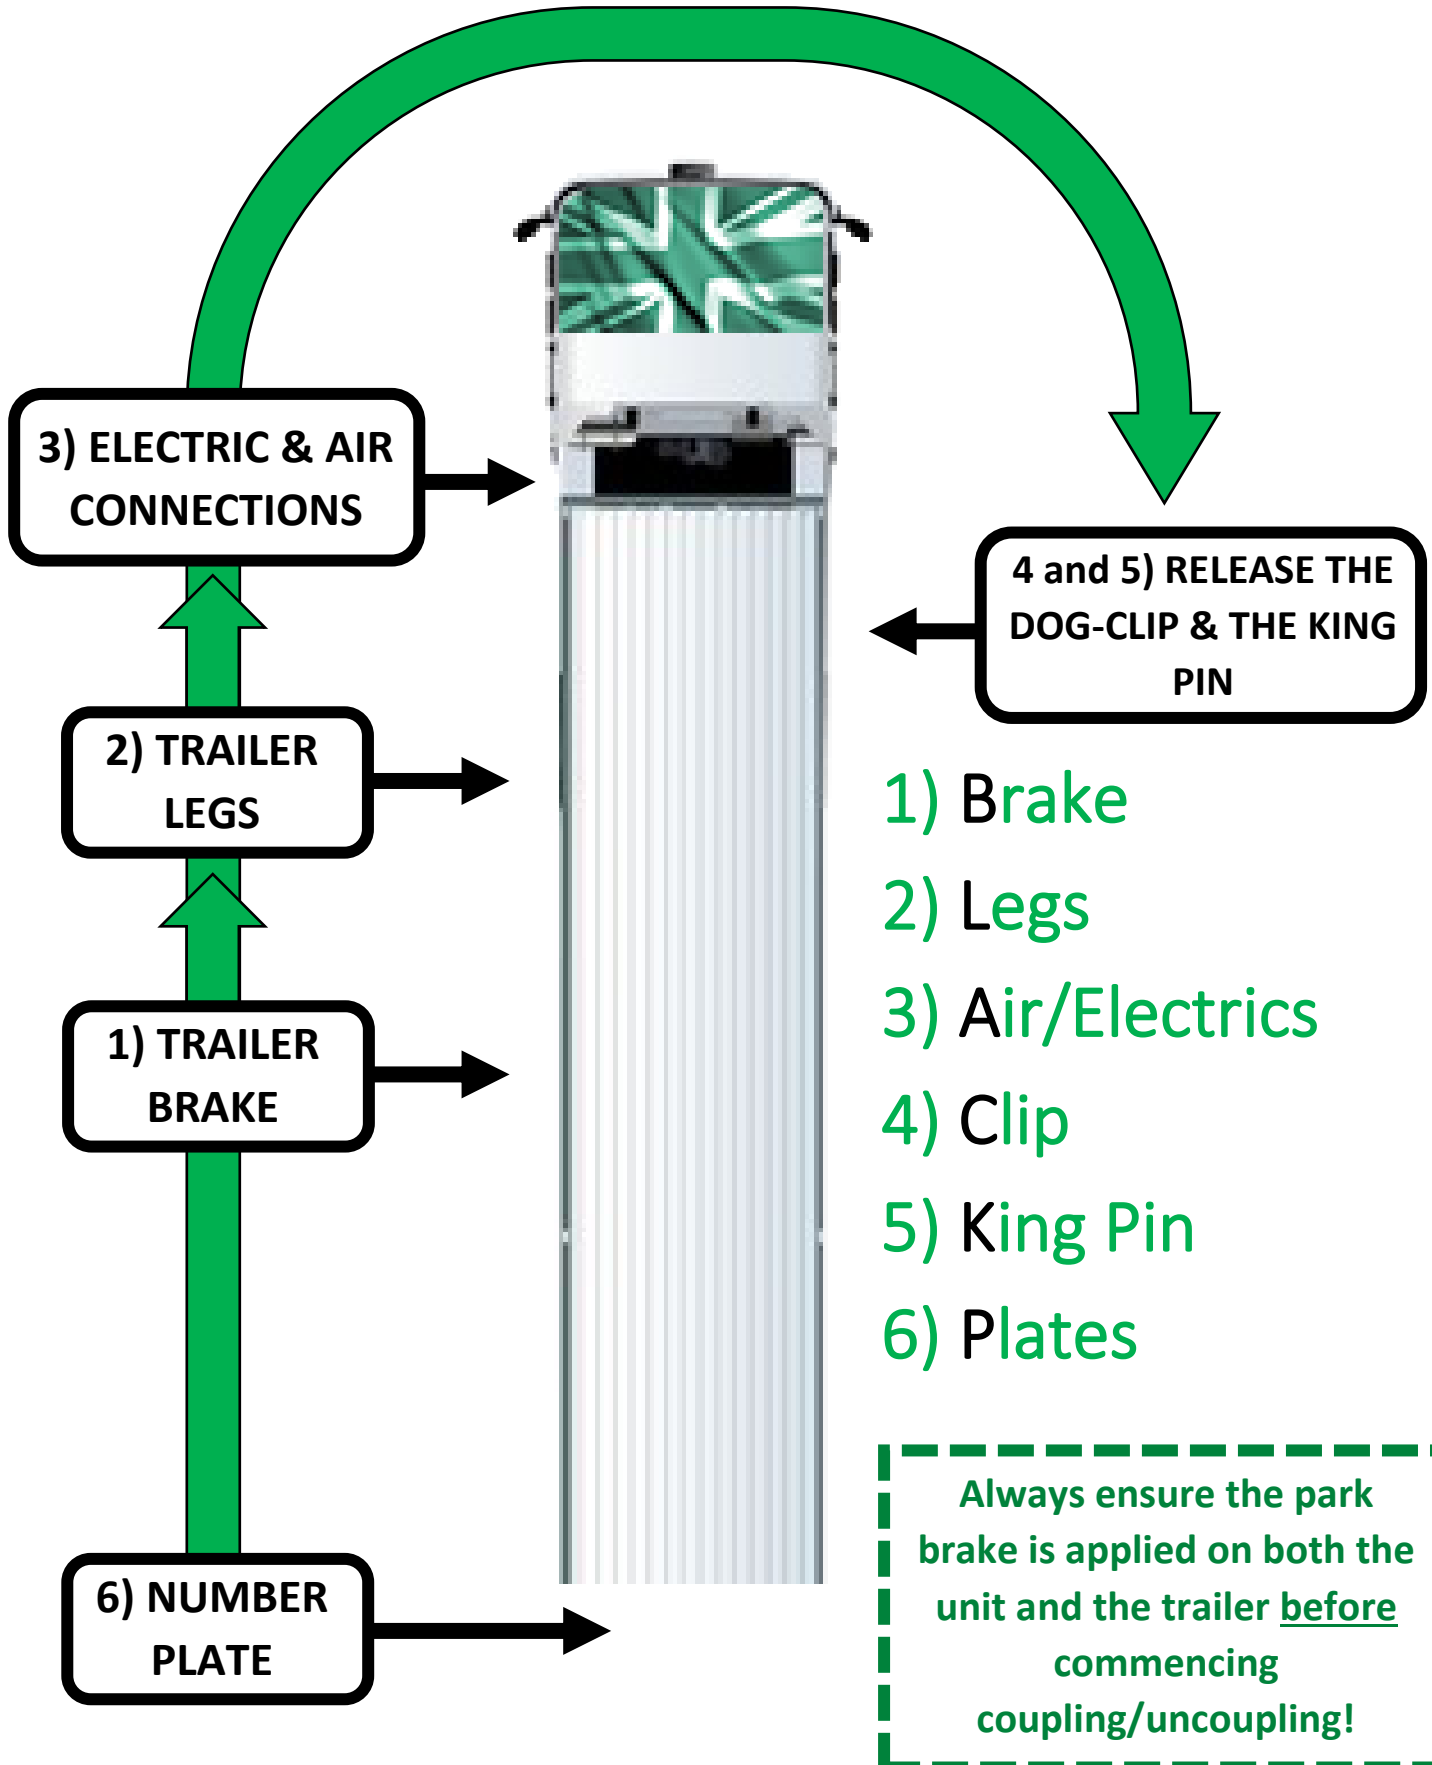 3) ELECTRIC & AIR
CONNECTIONS
4 and 5) RELEASE THE
DOG-CLIP & THE KING
PIN
2) TRAILER
LEGS
1) TRAILER
BRAKE
6) NUMBER
PLATE
1) Brake
2) Legs
3) Air/Electrics
4) Clip
5) King Pin
6) Plates
Always ensure the park
brake is applied on both the
unit and the trailer before
commencing
coupling/uncoupling!